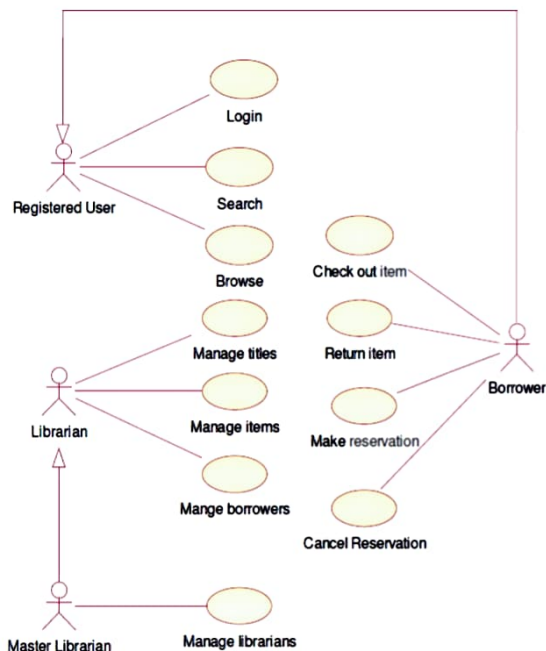 Login
Registered User
Search
Browse
Check out item
Manage titles
Return item
Borrower
Librarian
Manage items
Make reservation
Mange borrowers
Cancel Reservation
Master Librarian
Manage librarians